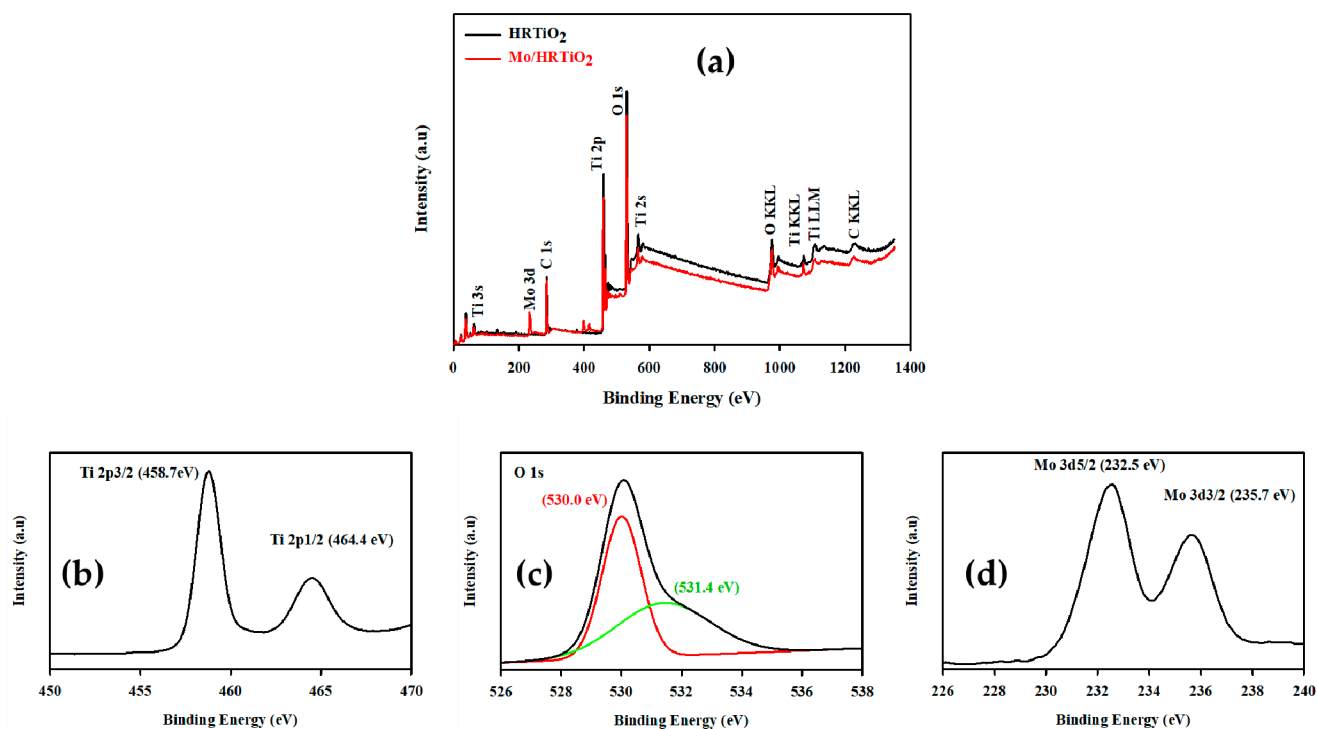 HRTiO2
Mo/HRTiO2
(a)
Intensity (a.u)
Ti 3s
Mo 3d
C 1s
Ti 2p
O 1s
Ti 2s
O KKL
Ti KKL
Ti LLM
C KKL
0 200 400 600 800 1000 1200 1400
Binding Energy (eV)
Ti 2p3/2 (458.7eV)
Ti 2p1/2 (464.4 eV)
(b)
Intensity (a.u)
450 455 460 465 470
Binding Energy (eV)
O 1s
(530.0 eV)
(531.4 eV)
(c)
Intensity (a.u)
526 528 530 532 534 536 538
Binding Energy (eV)
Mo 3d5/2 (232.5 eV)
Mo 3d3/2 (235.7 eV)
(d)
Intensity (a.u)
226 228 230 232 234 236 238 240
Binding Energy (eV)